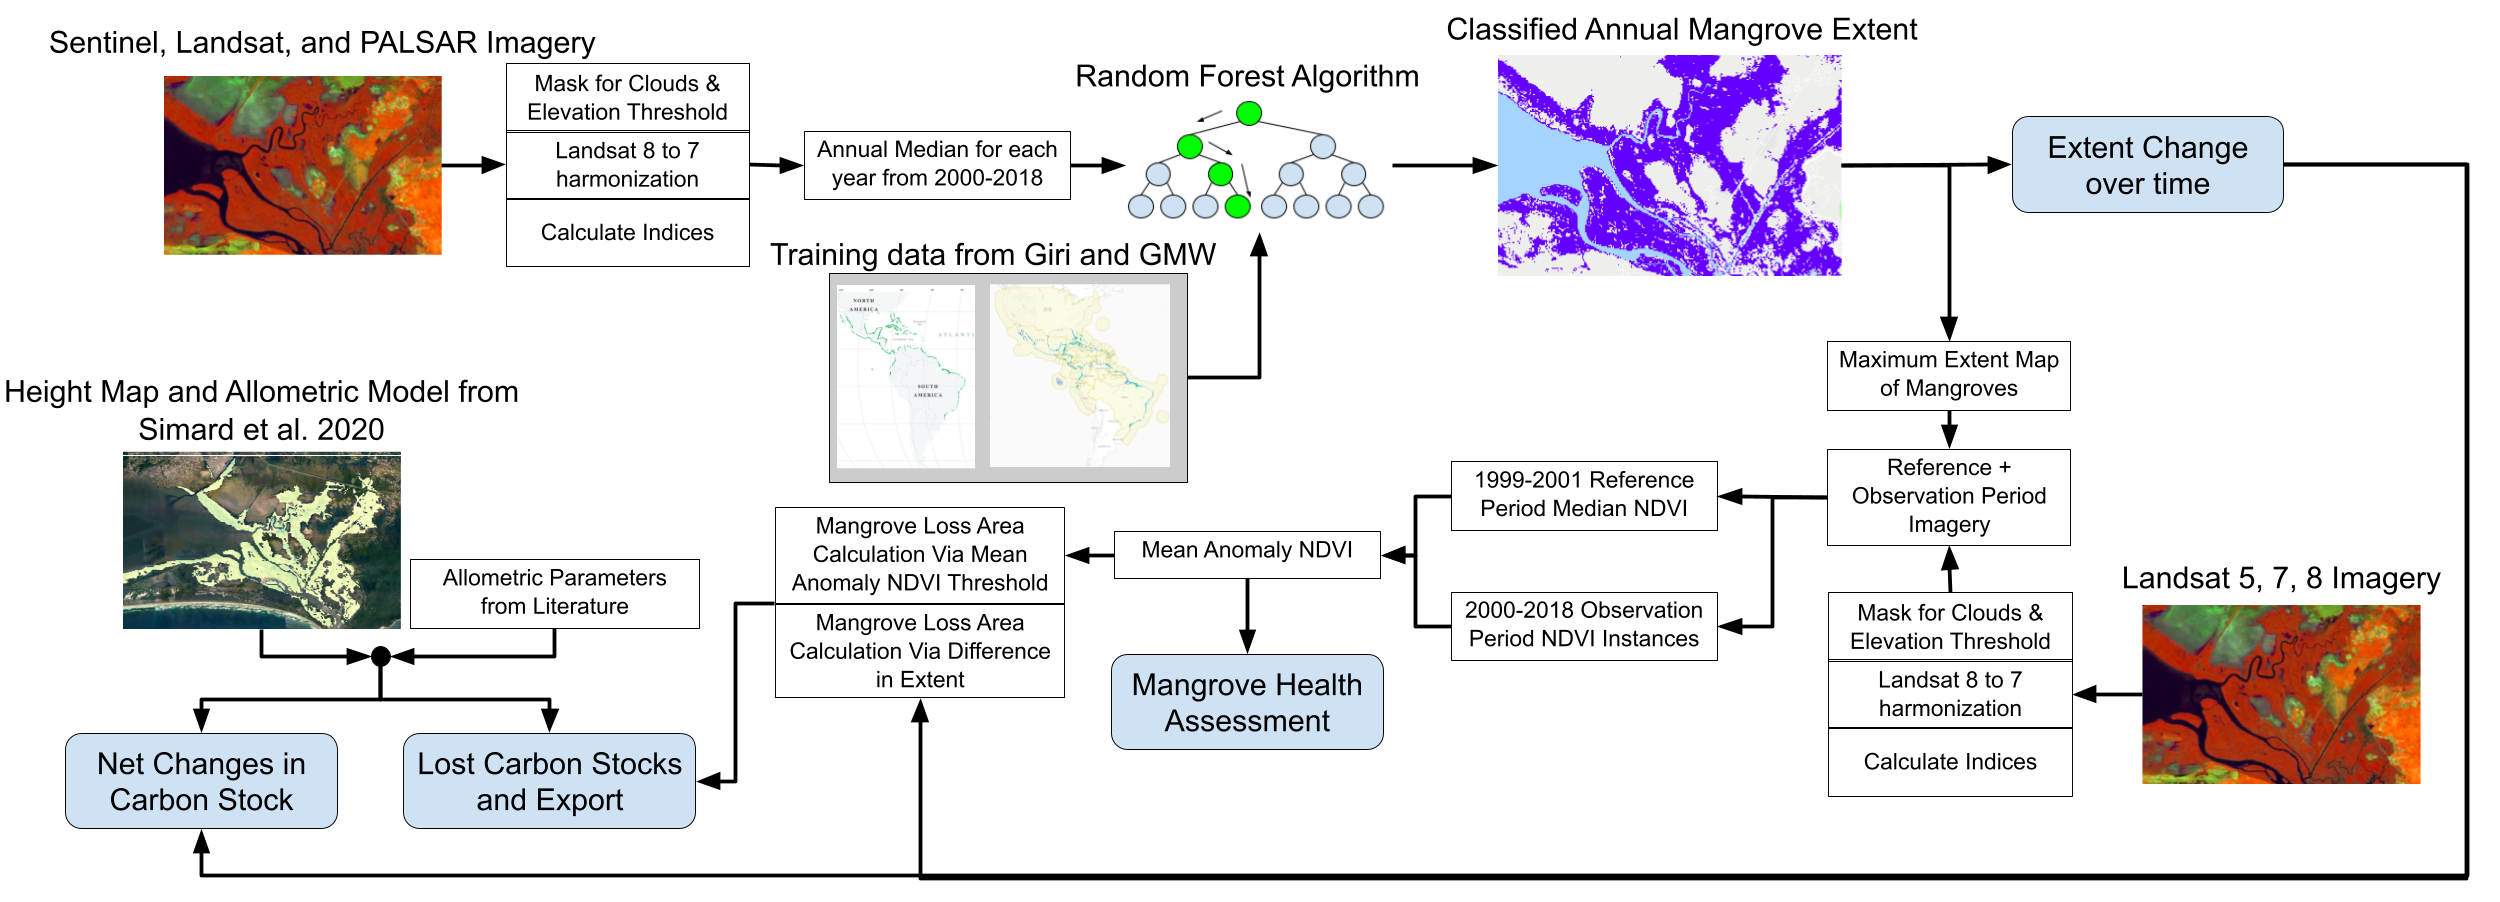 Sentinel, Landsat, and PALSAR Imagery
Mask for Clouds &
Elevation Threshold
Landsat 8 to 7
harmonization
Calculate Indices
Annual Median for each
year from 2000-2018
Random Forest Algorithm
Training data from Giri and GMW
NORTH
AMERICA
SOUTH
AMERICA
Classified Annual Mangrove Extent
Extent Change
over time
Maximum Extent Map
of Mangroves
Reference +
Observation Period
Imagery
Landsat 5, 7, 8 Imagery
Mask for Clouds &
Elevation Threshold
Landsat 8 to 7
harmonization
Calculate Indices
1999-2001 Reference
Period Median NDVI
2000-2018 Observation
Period NDVI Instances
Mean Anomaly NDVI
Mangrove Health
Assessment
Mangrove Loss Area
Calculation Via Mean
Anomaly NDVI Threshold
Mangrove Loss Area
Calculation Via Difference
in Extent
Height Map and Allometric Model from
Simard et al. 2020
Allometric Parameters
from Literature
Net Changes in
Carbon Stock
Lost Carbon Stocks
and Export